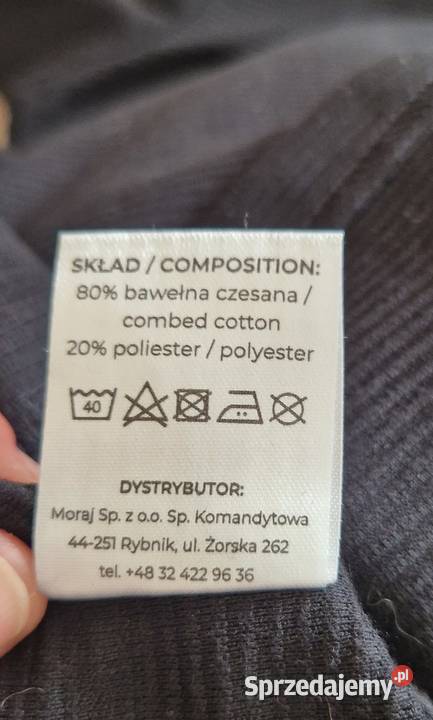 SKŁAD / COMPOSITION:
80% bawełna czesana /
combed cotton
20% poliester / polyester
40
DYSTRYBUTOR:
Moraj Sp. z o.o. Sp. Komandytowa
44-251 Rybnik, ul. Żorska 262
tel. +48 32 422 96 36
Sprzedajemy.pl